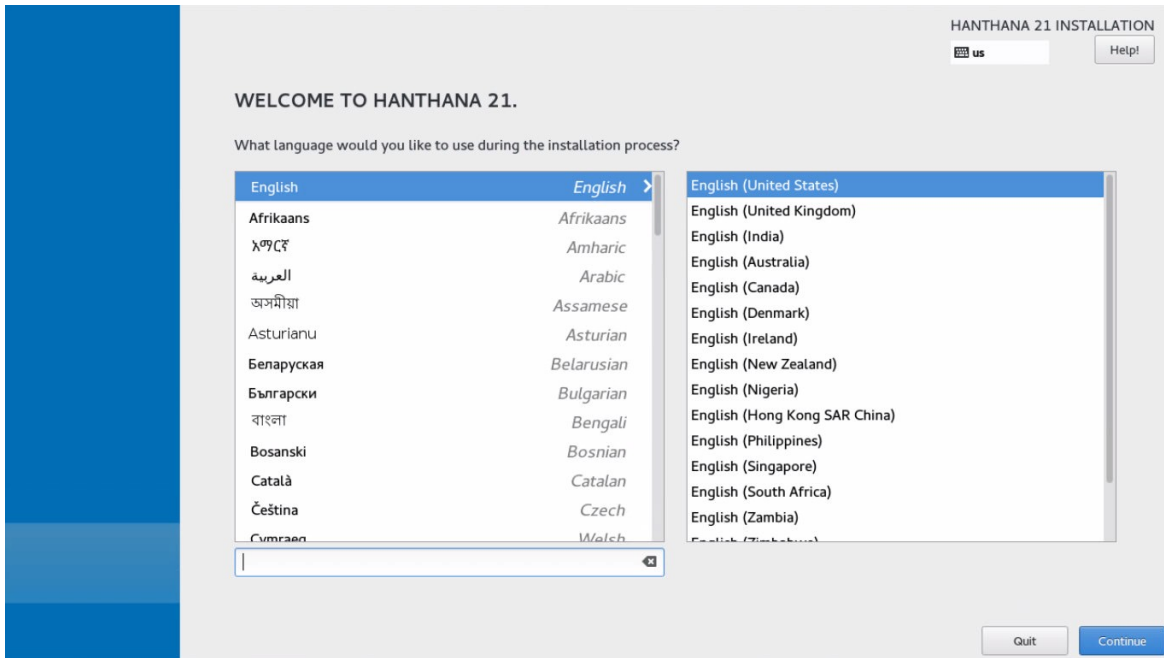 HANTHANA 21 INSTALLATION
us
Help!
WELCOME TO HANTHANA 21.
What language would you like to use during the installation process?
English English
Afrikaans Afrikaans
አማርኛ Amharic
العربية Arabic
অসমীয়া Assamese
Asturianu Asturian
Беларуская Belarusian
Български Bulgarian
বাংলা Bengali
Bosanski Bosnian
Català Catalan
Čeština Czech
Cymraeg Welsh
English (United States)
English (United Kingdom)
English (India)
English (Australia)
English (Canada)
English (Denmark)
English (Ireland)
English (New Zealand)
English (Nigeria)
English (Hong Kong SAR China)
English (Philippines)
English (Singapore)
English (South Africa)
English (Zambia)
English (Zimbabwe)
Quit
Continue